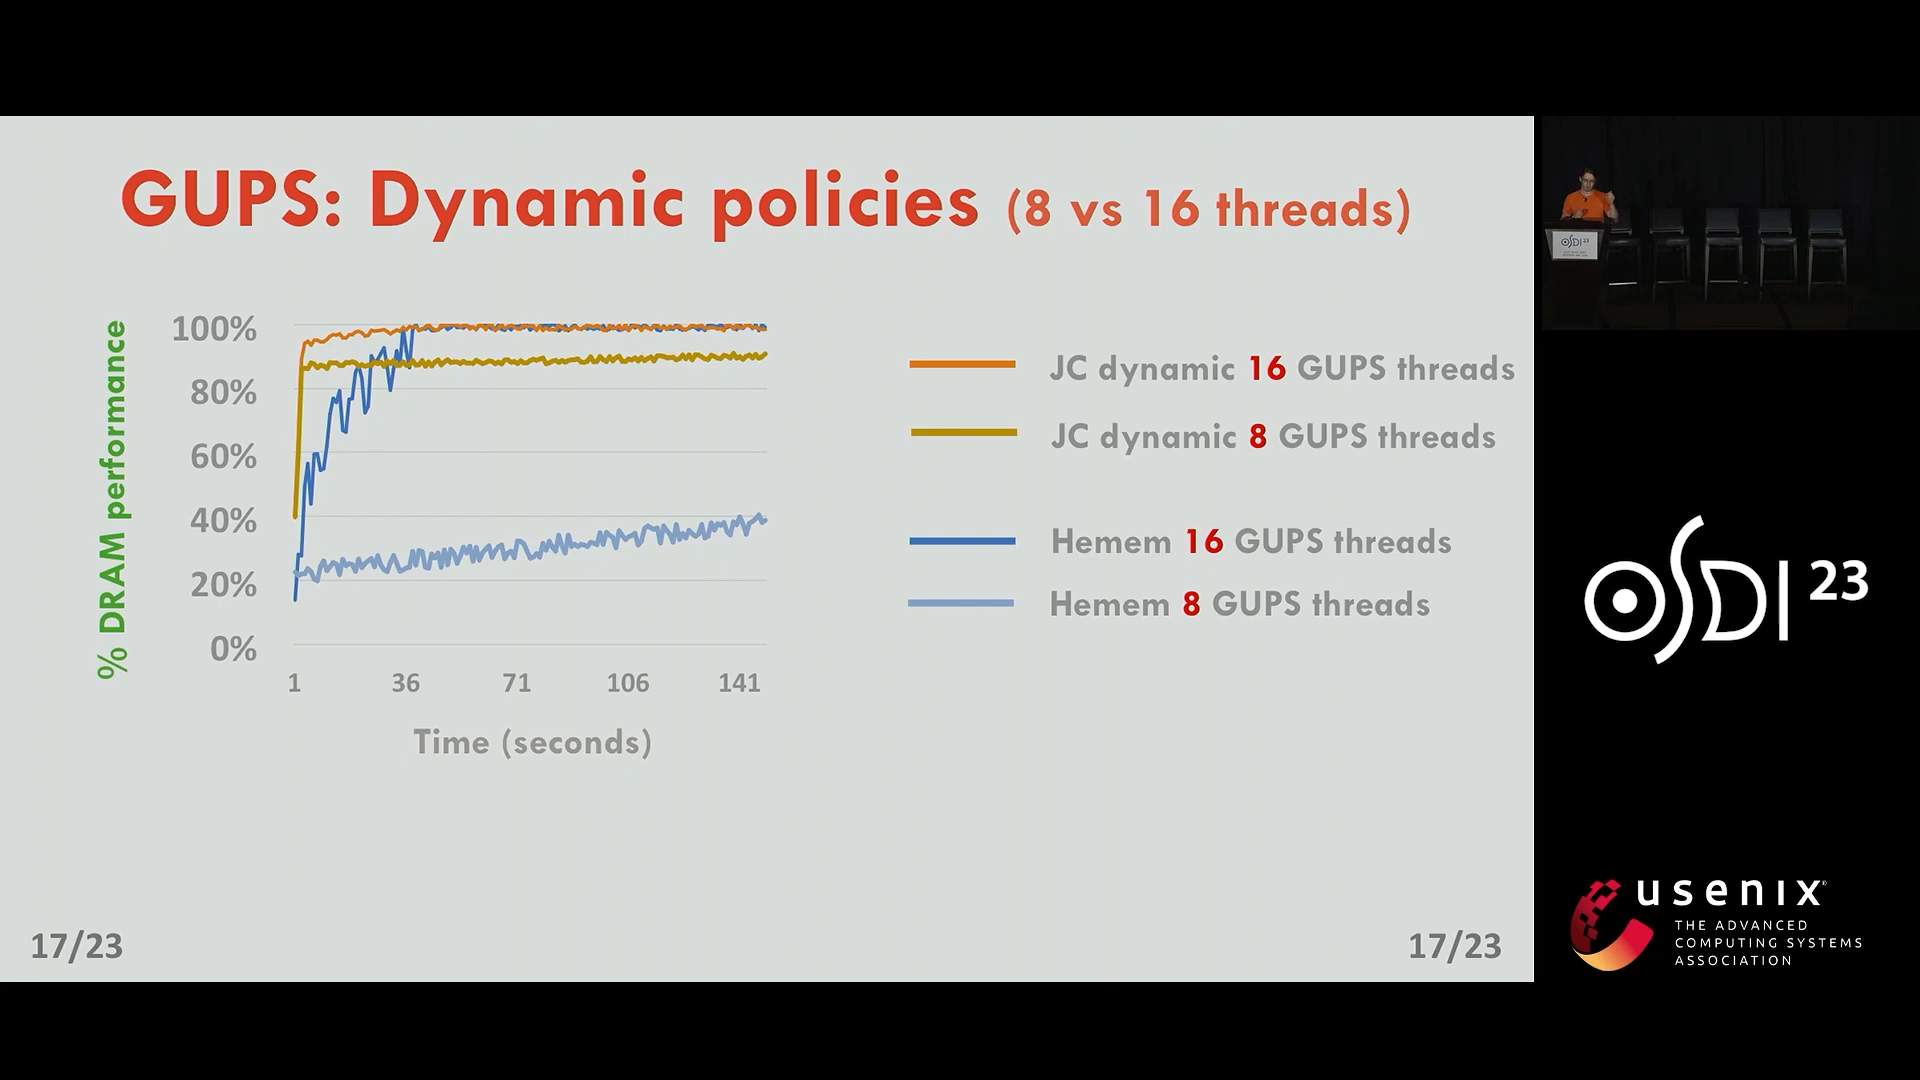 GUPS: Dynamic policies (8 vs 16 threads)
% DRAM performance
100%
80%
60%
40%
20%
0%
1 36 71 106 141
Time (seconds)
JC dynamic 16 GUPS threads
JC dynamic 8 GUPS threads
Hemem 16 GUPS threads
Hemem 8 GUPS threads
17/23
17/23
OSDI 23
OSDI 23
usenix
THE ADVANCED
COMPUTING SYSTEMS
ASSOCIATION